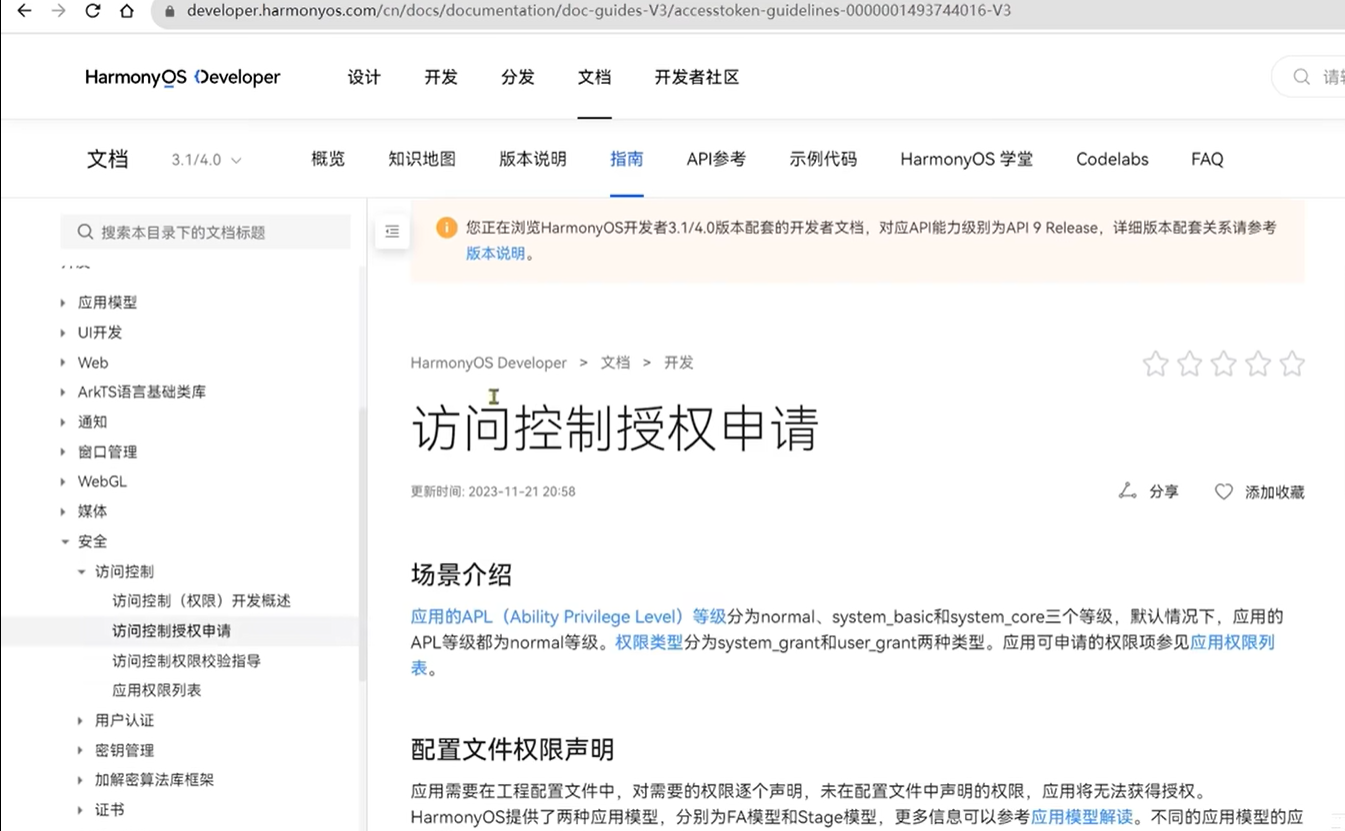 developer.harmonyos.com/cn/docs/documentation/doc-guides-V3/accesstoken-guidelines-0000001493744016-V3
HarmonyOS Developer
设计
开发
分发
文档
开发者社区
文档
3.1/4.0
概览
知识地图
版本说明
指南
API参考
示例代码
HarmonyOS 学堂
Codelabs
FAQ
搜索本目录下的文档标题
应用模型
UI开发
Web
ArkTS语言基础类库
通知
窗口管理
WebGL
媒体
安全
访问控制
访问控制（权限）开发概述
访问控制授权申请
访问控制权限校验指导
应用权限列表
用户认证
密钥管理
加解密算法库框架
证书
您正在浏览HarmonyOS开发者3.1/4.0版本配套的开发者文档，对应API能力级别为API 9 Release，详细版本配套关系请参考
版本说明。
HarmonyOS Developer > 文档 > 开发
访问控制授权申请
更新时间: 2023-11-21 20:58
分享
添加收藏
场景介绍
应用的APL（Ability Privilege Level）等级分为normal、system_basic和system_core三个等级，默认情况下，应用的
APL等级都为normal等级。权限类型分为system_grant和user_grant两种类型。应用可申请的权限项参见应用权限列
表。
配置文件权限声明
应用需要在工程配置文件中，对需要的权限逐个声明，未在配置文件中声明的权限，应用将无法获得授权。
HarmonyOS提供了两种应用模型，分别为FA模型和Stage模型，更多信息可以参考应用模型解读。不同的应用模型的应